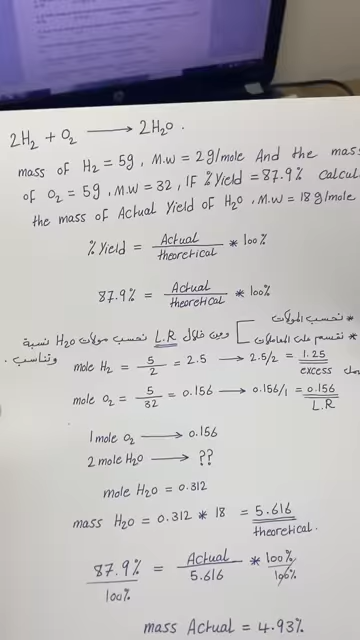 2H₂ + O₂ ⟶ 2H₂O .
mass of H₂ = 5g , M.w = 2 g/mole And the mas
of O₂ = 5g , M.w = 32 , IF % Yield = 87.9% calcul
the mass of Actual Yield of H₂O , M.w = 18 g/mole
% Yield = Actual/theoretical * 100%
87.9% = Actual/theoretical * 100%
* نحسب المولات
* نقسم على المعاملات
ومن خلال L.R نحسب مولات H₂O نسبة
وتناسب .
mole H₂ = 5/2 = 2.5 ⟶ 2.5/2 = 1.25 excess
mole O₂ = 5/32 = 0.156 ⟶ 0.156/1 = 0.156 L.R
1 mole O₂ ⟶ 0.156
2 mole H₂O ⟶ ??
mole H₂O = 0.312
mass H₂O = 0.312 * 18 = 5.616 theoretical .
87.9%/100% = Actual/5.616 * 100%/100%
mass Actual = 4.93%